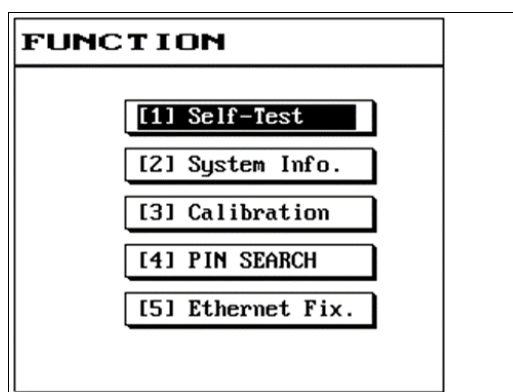 FUNCTION
[1] Self-Test
[2] System Info.
[3] Calibration
[4] PIN SEARCH
[5] Ethernet Fix.